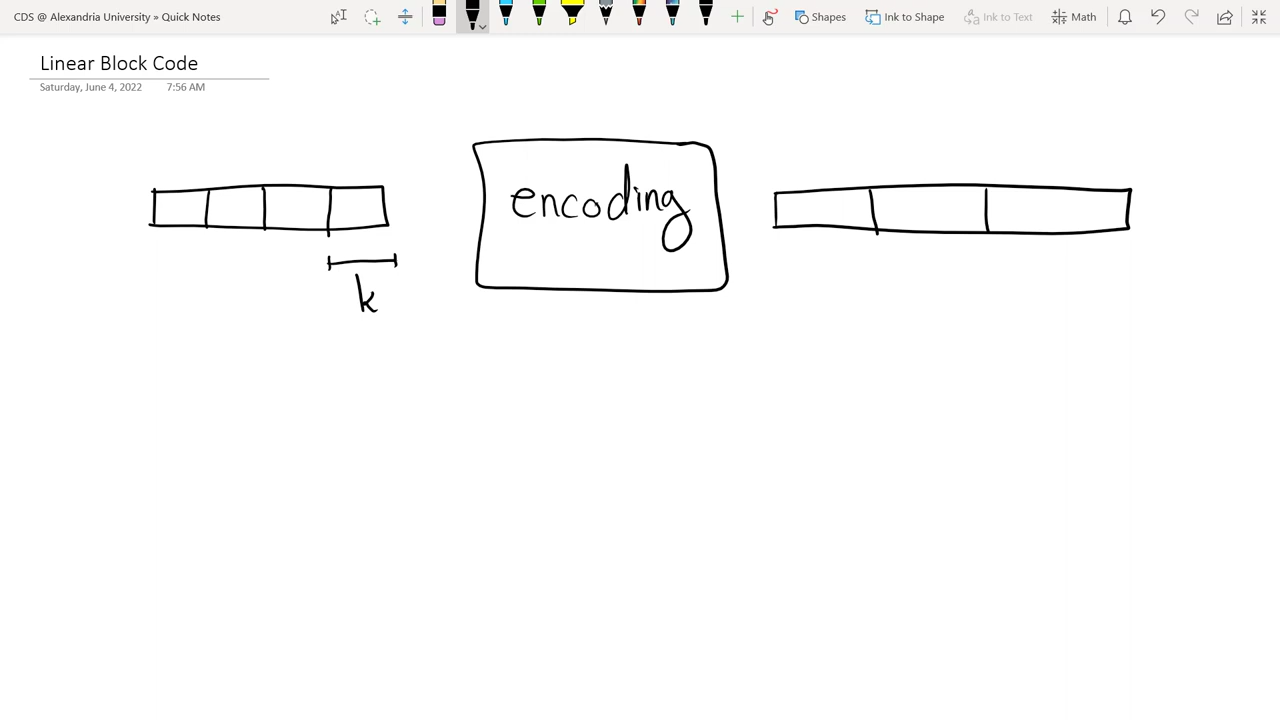 CDS @ Alexandria University » Quick Notes
Shapes
Ink to Shape
Ink to Text
Math
Linear Block Code
Saturday, June 4, 2022 7:56 AM
encoding
k